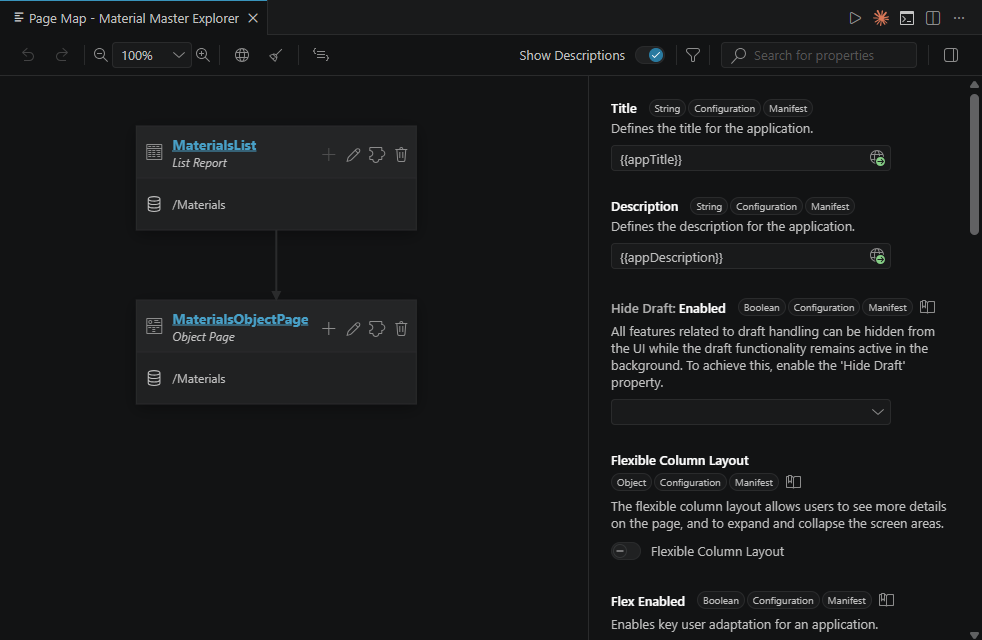 Page Map - Material Master Explorer
100%
Show Descriptions
Search for properties
MaterialsList
List Report
/Materials
MaterialsObjectPage
Object Page
/Materials
Title String Configuration Manifest
Defines the title for the application.
{{appTitle}}
Description String Configuration Manifest
Defines the description for the application.
{{appDescription}}
Hide Draft: Enabled Boolean Configuration Manifest
All features related to draft handling can be hidden from
the UI while the draft functionality remains active in the
background. To achieve this, enable the 'Hide Draft'
property.
Flexible Column Layout
Object Configuration Manifest
The flexible column layout allows users to see more details
on the page, and to expand and collapse the screen areas.
Flexible Column Layout
Flex Enabled Boolean Configuration Manifest
Enables key user adaptation for an application.